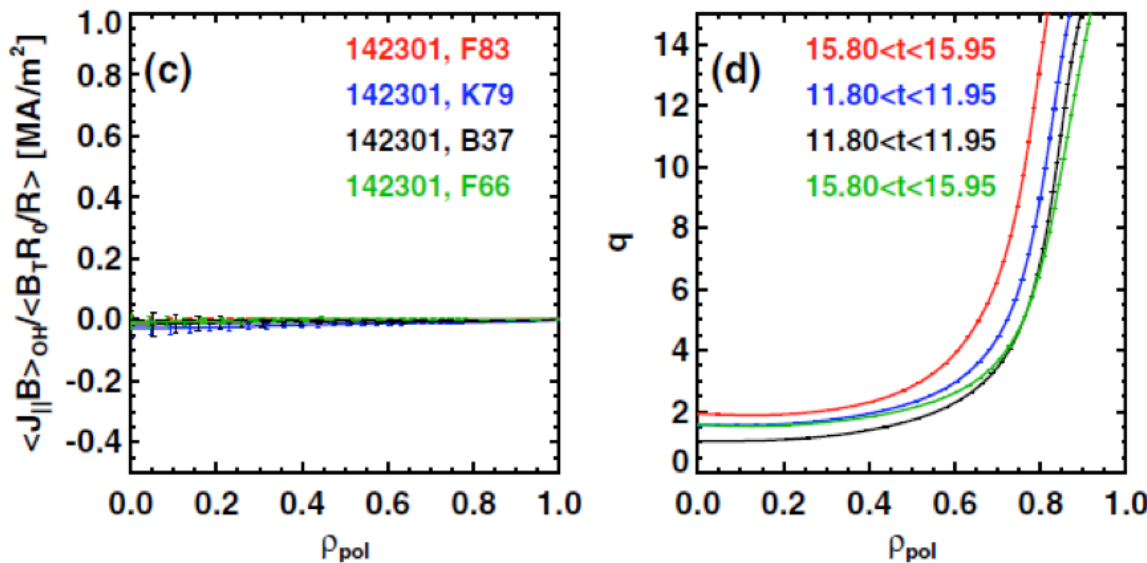 (c)
142301, F83
142301, K79
142301, B37
142301, F66
<J||B>OH/<BTR0/R> [MA/m²]
1.0
0.8
0.6
0.4
0.2
0.0
-0.2
-0.4
0.0 0.2 0.4 0.6 0.8 1.0
ρpol
(d)
15.80<t<15.95
11.80<t<11.95
11.80<t<11.95
15.80<t<15.95
q
14
12
10
8
6
4
2
0
0.0 0.2 0.4 0.6 0.8 1.0
ρpol